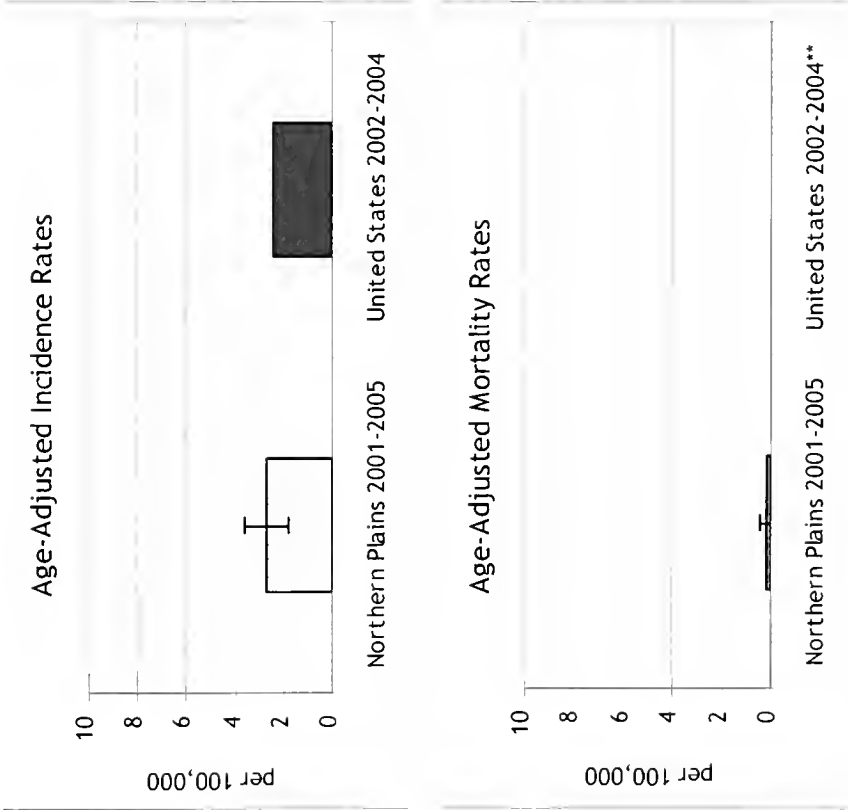 Age-Adjusted Incidence Rates
per 100,000
10
8
6
4
2
0
Northern Plains 2001-2005
United States 2002-2004
Age-Adjusted Mortality Rates
per 100,000
10
8
6
4
2
0
Northern Plains 2001-2005
United States 2002-2004**